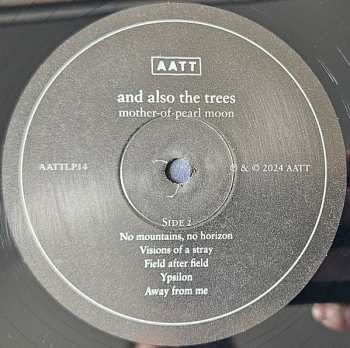 AATT
and also the trees
mother-of-pearl moon
AATTLP14
℗ & © 2024 AATT
SIDE 2
No mountains, no horizon
Visions of a stray
Field after field
Ypsilon
Away from me